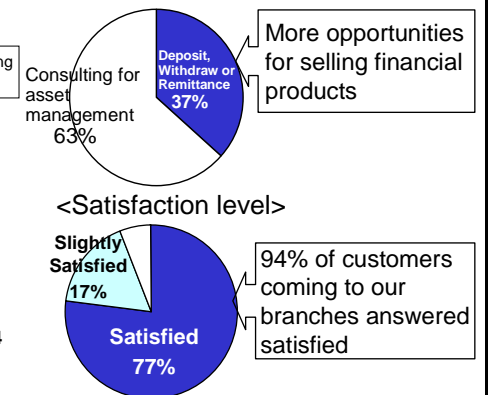 ng
Consulting for
asset
management
63%
Deposit,
Withdraw or
Remittance
37%
More opportunities
for selling financial
products
<Satisfaction level>
Slightly
Satisfied
17%
Satisfied
77%
94% of customers
coming to our
branches answered
satisfied